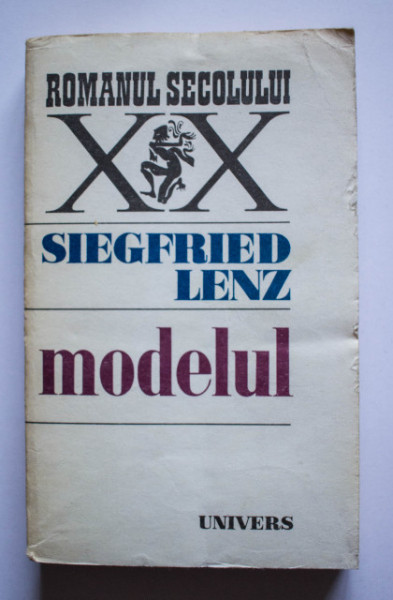 ROMANUL SECOLULUI
XX
SIEGFRIED
LENZ
modelul
UNIVERS